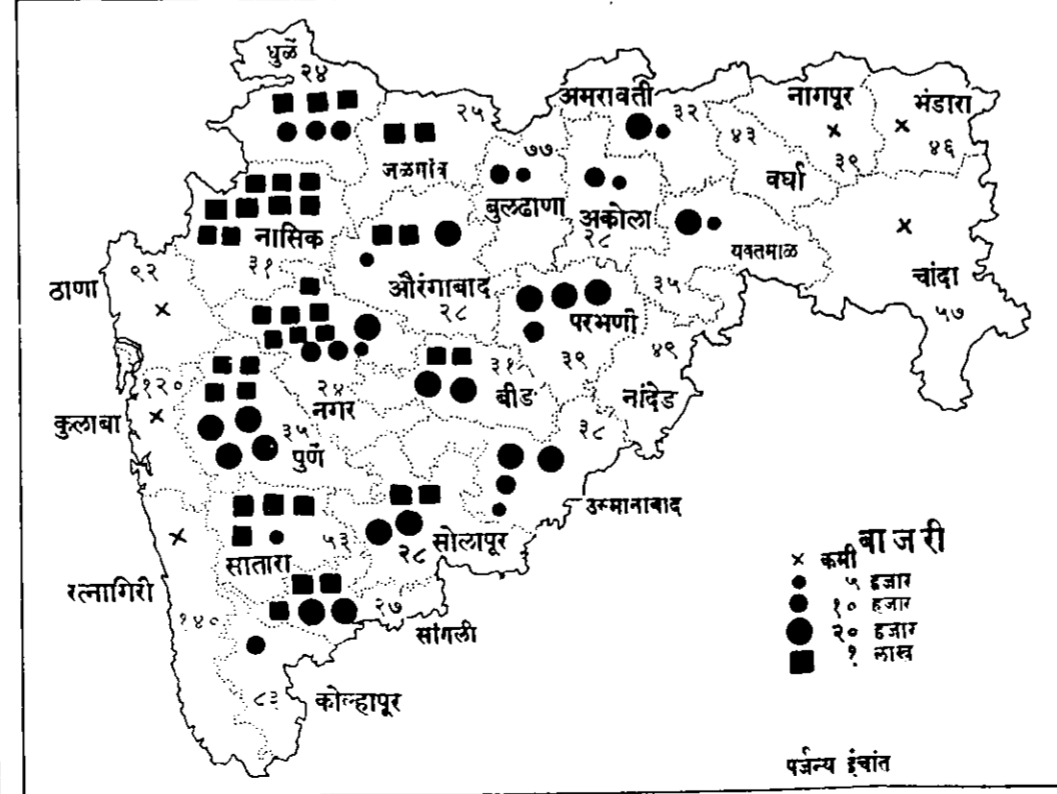 धुळें
२४
२५
जळगांव
अमरावती
३२
नागपूर
३९
भंडारा
४६
४३
वर्धा
७७
बुलढाणा
अकोला
२८
यवतमाळ
३५
चांदा
५७
नासिक
३१
औरंगाबाद
२८
परभणी
३९
४९
नांदेड
ठाणा
९२
१२०
कुलाबा
२४
नगर
३१
बीड
३५
पुणें
३८
उस्मानाबाद
५३
सातारा
२८
सोलापूर
रत्नागिरी
१४०
२७
सांगली
८३
कोल्हापूर
बाजरी
× कमी
५ हजार
१० हजार
२० हजार
१ लाख
पर्जन्य इंचांत